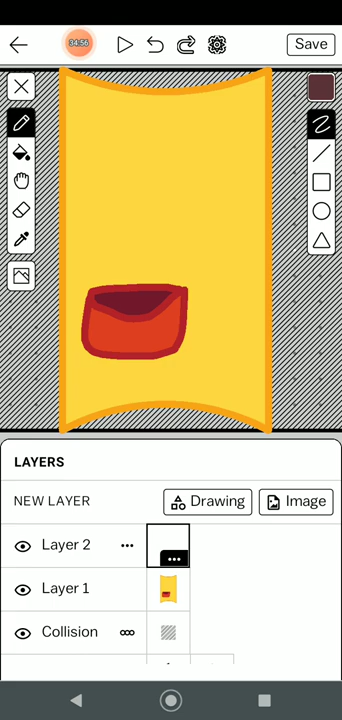 34:56
Save
LAYERS
NEW LAYER Drawing Image
Layer 2
Layer 1
Collision